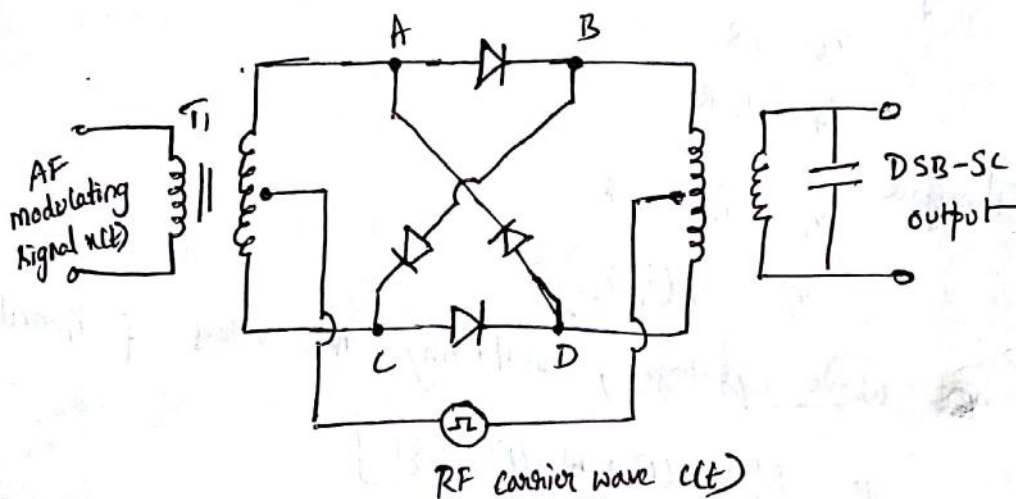 A
B
T1
AF
modulating
signal x(t)
DSB-SC
output
C
D
RF carrier wave c(t)